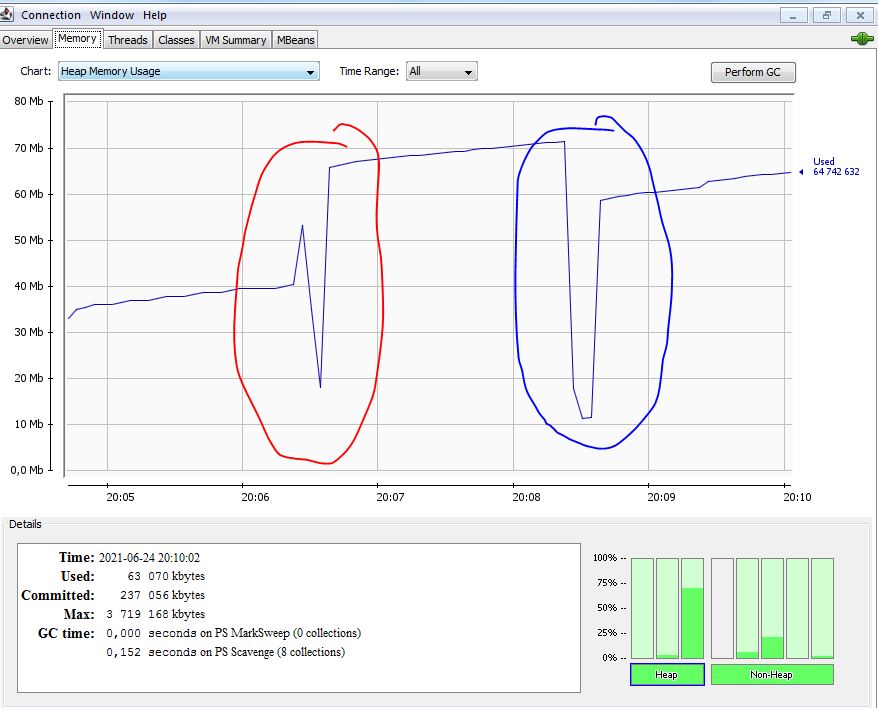 Connection Window Help
Overview Memory Threads Classes VM Summary MBeans
Chart: Heap Memory Usage Time Range: All Perform GC
80 Mb
70 Mb
60 Mb
50 Mb
40 Mb
30 Mb
20 Mb
10 Mb
0,0 Mb
Used
64 742 632
20:05 20:06 20:07 20:08 20:09 20:10
Details
Time: 2021-06-24 20:10:02
Used: 63 070 kbytes
Committed: 237 056 kbytes
Max: 3 719 168 kbytes
GC time: 0,000 seconds on PS MarkSweep (0 collections)
0,152 seconds on PS Scavenge (8 collections)
100% --
75% --
50% --
25% --
0% --
Heap Non-Heap